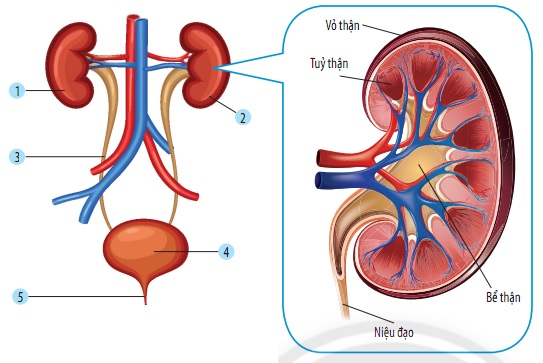 Vỏ thận
Tuỷ thận
1
2
3
4
5
Bể thận
Niệu đạo